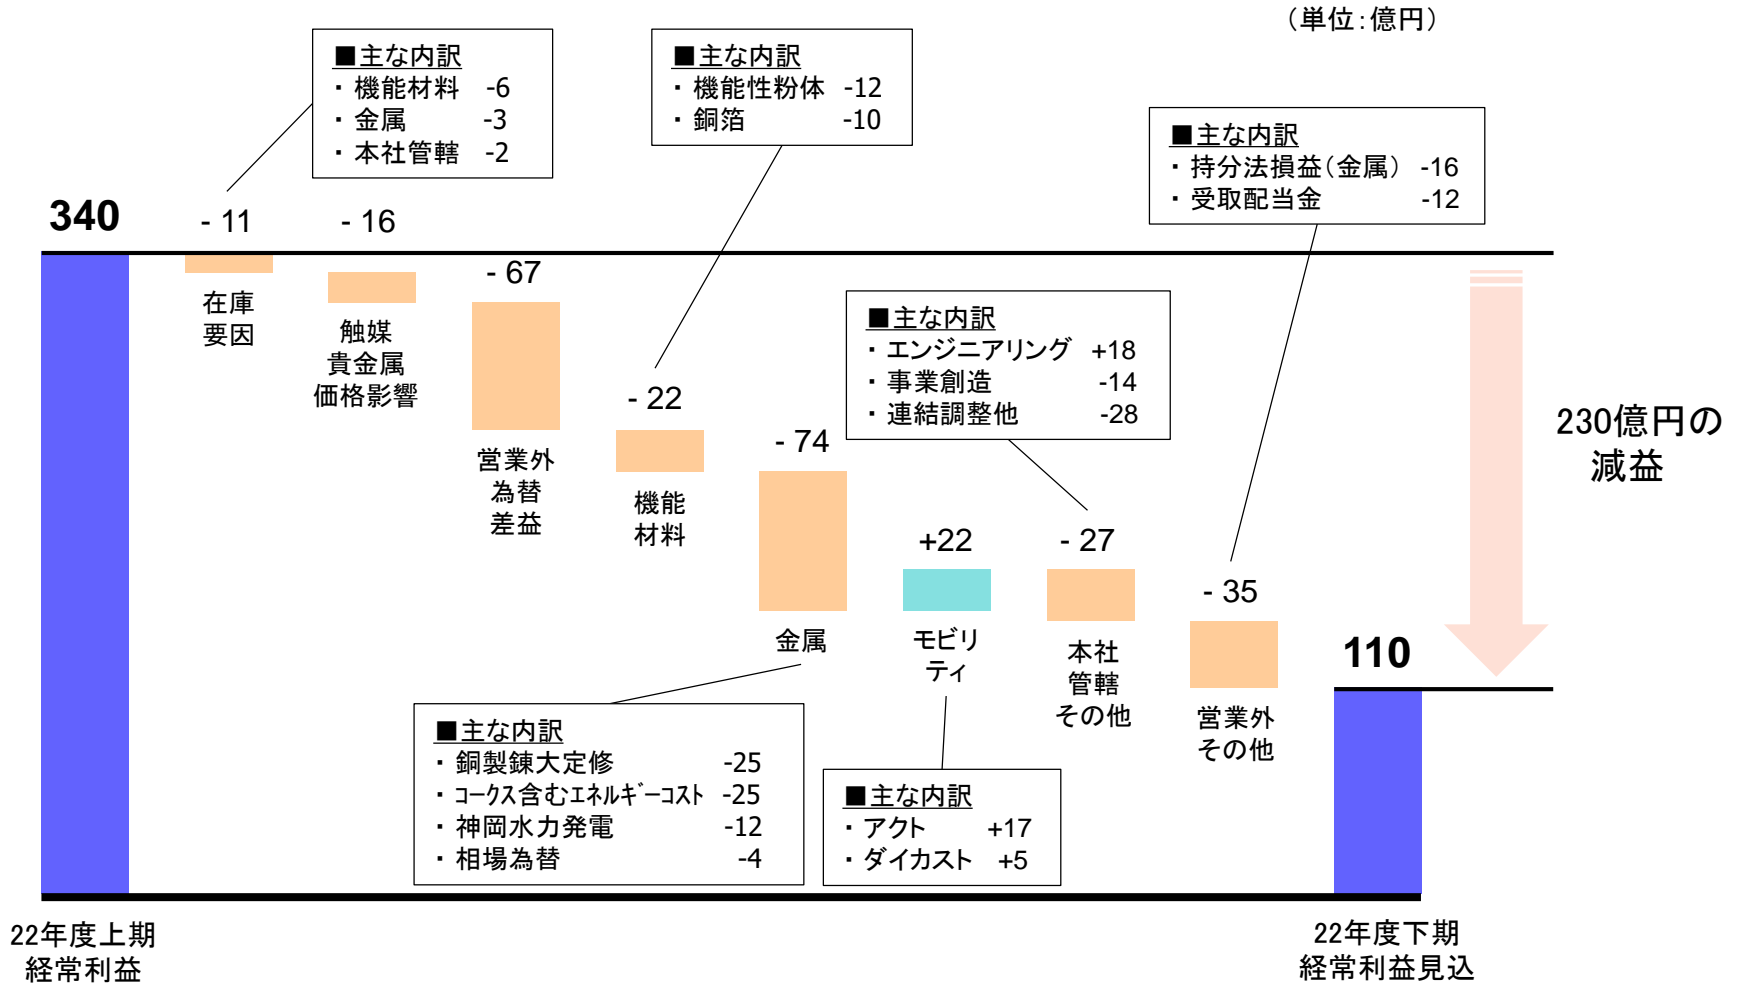 （単位：億円）
■主な内訳
・機能材料 -6
・金属 -3
・本社管轄 -2
■主な内訳
・機能性粉体 -12
・銅箔 -10
■主な内訳
・持分法損益（金属） -16
・受取配当金 -12
340
- 11
- 16
- 67
在庫
要因
触媒
貴金属
価格影響
営業外
為替
差益
- 22
機能
材料
- 74
金属
■主な内訳
・エンジニアリング +18
・事業創造 -14
・連結調整他 -28
+22
モビリ
ティ
- 27
本社
管轄
その他
- 35
営業外
その他
230億円の
減益
110
■主な内訳
・銅製錬大定修 -25
・ｺｰｸｽ含むｴﾈﾙｷﾞｰｺｽﾄ -25
・神岡水力発電 -12
・相場為替 -4
■主な内訳
・アクト +17
・ダイカスト +5
22年度上期
経常利益
22年度下期
経常利益見込